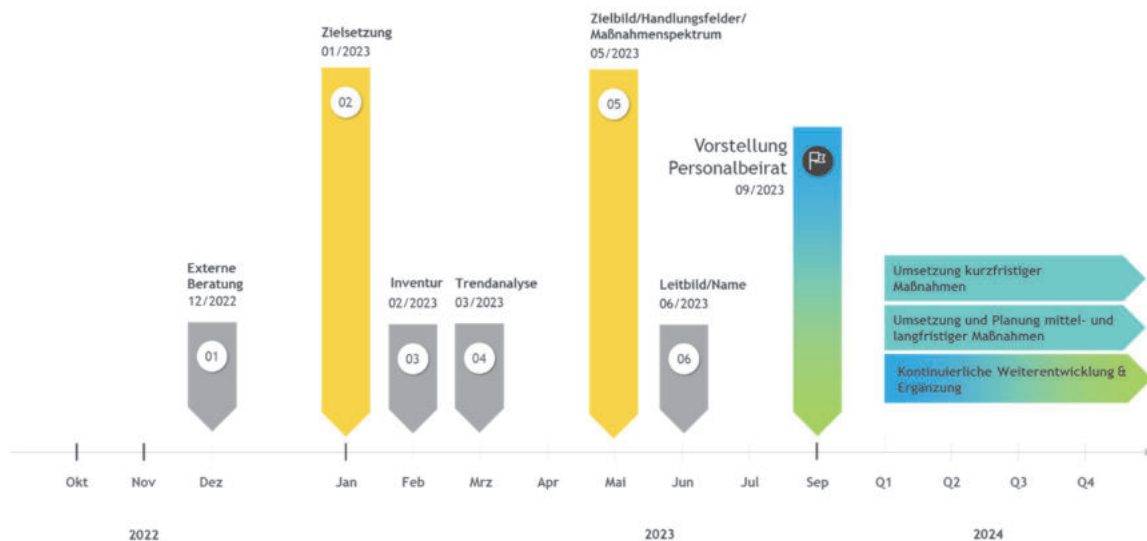 Zielsetzung
01/2023
02
Zielbild/Handlungsfelder/
Maßnahmenspektrum
05/2023
05
Vorstellung
Personalbeirat
09/2023
Externe
Beratung
12/2022
01
Inventur
02/2023
03
Trendanalyse
03/2023
04
Leitbild/Name
06/2023
06
Umsetzung kurzfristiger
Maßnahmen
Umsetzung und Planung mittel- und
langfristiger Maßnahmen
Kontinuierliche Weiterentwicklung &
Ergänzung
Okt Nov Dez Jan Feb Mrz Apr Mai Jun Jul Sep Q1 Q2 Q3 Q4
2022 2023 2024